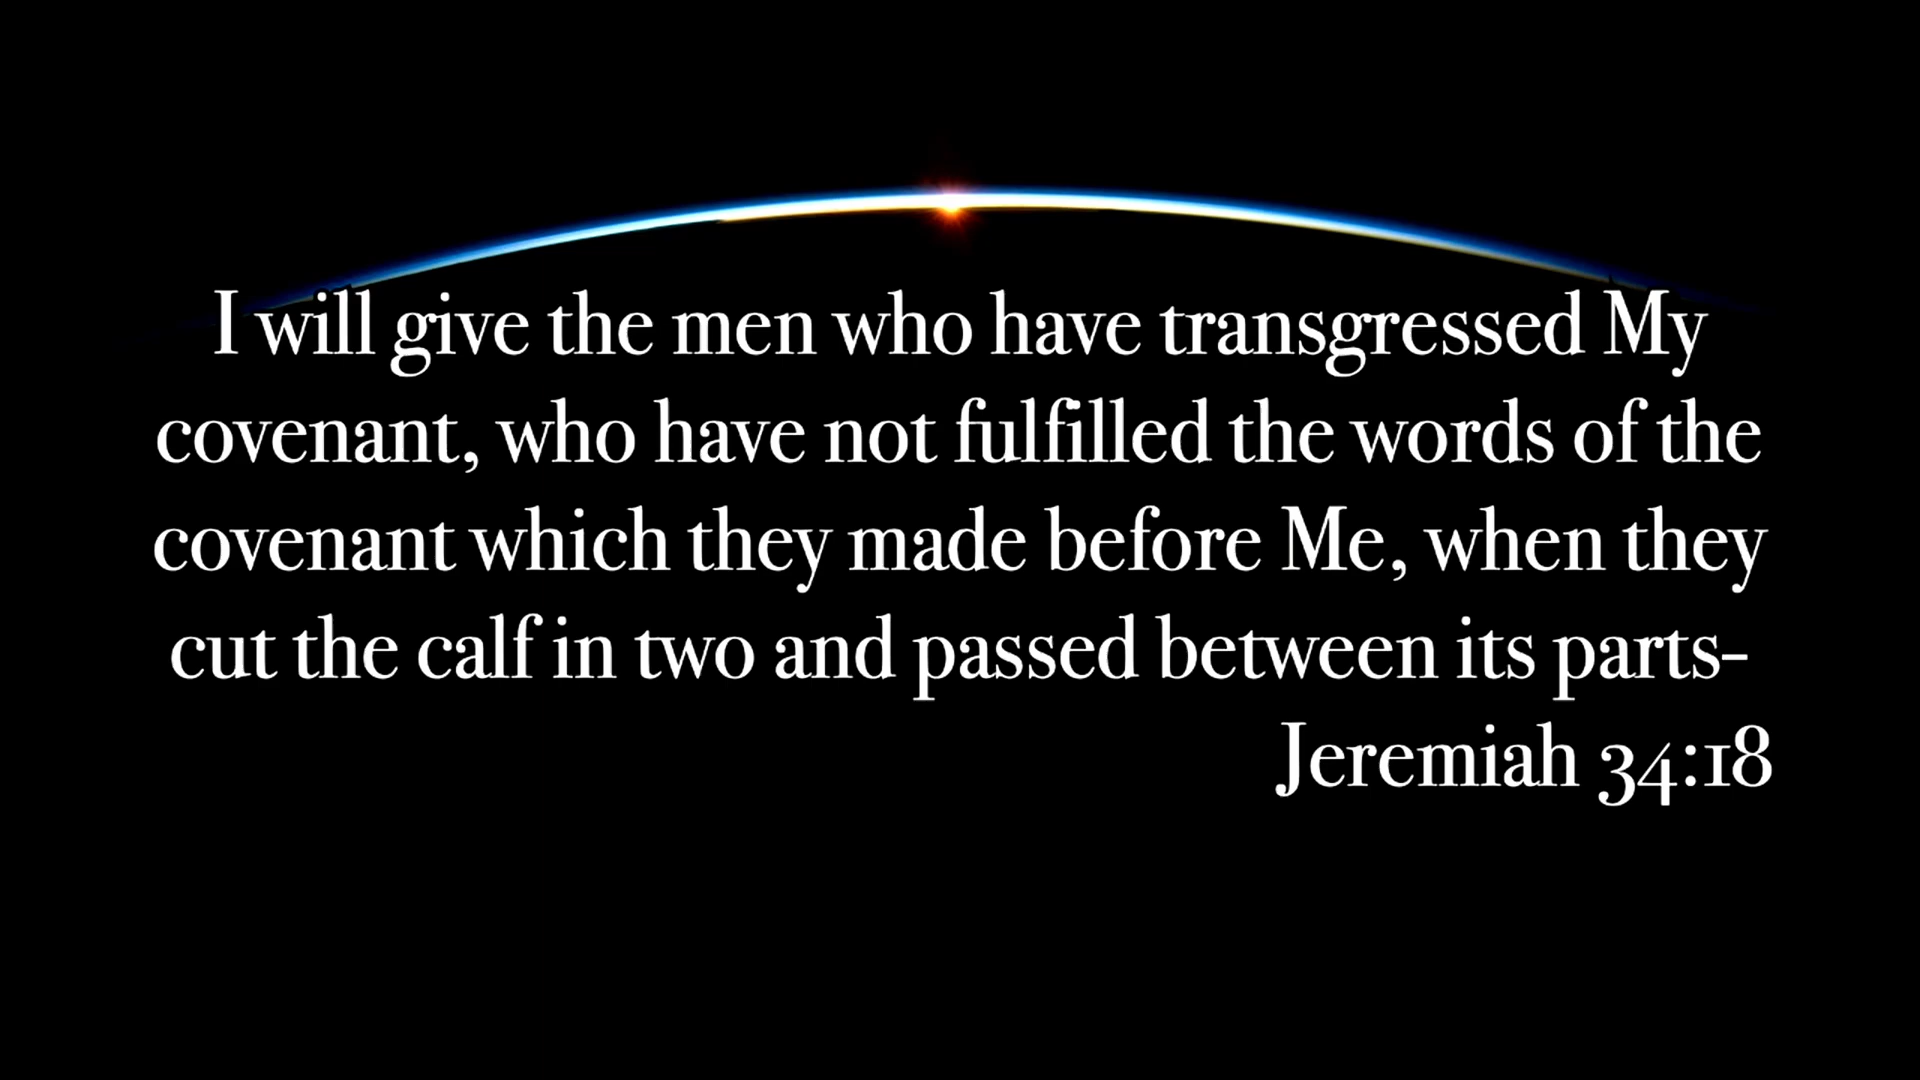 I will give the men who have transgressed My
covenant, who have not fulfilled the words of the
covenant which they made before Me, when they
cut the calf in two and passed between its parts-
Jeremiah 34:18